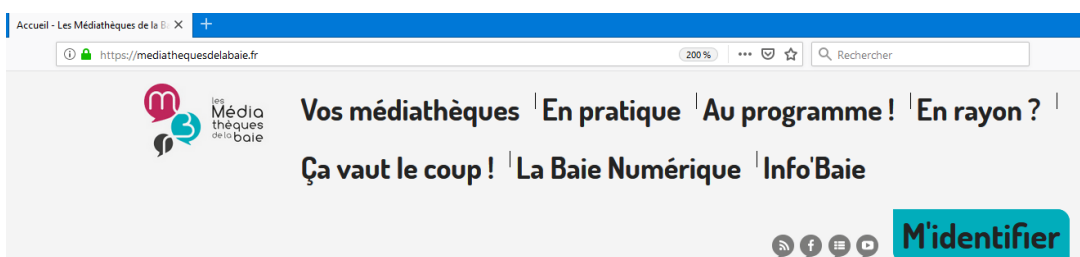 Accueil - Les Médiathèques de la B
https://mediathequesdelabaie.fr
200 %
Rechercher
les
Média
thèques
de la baie
Vos médiathèques En pratique Au programme ! En rayon ?
Ça vaut le coup ! La Baie Numérique Info'Baie
M'identifier